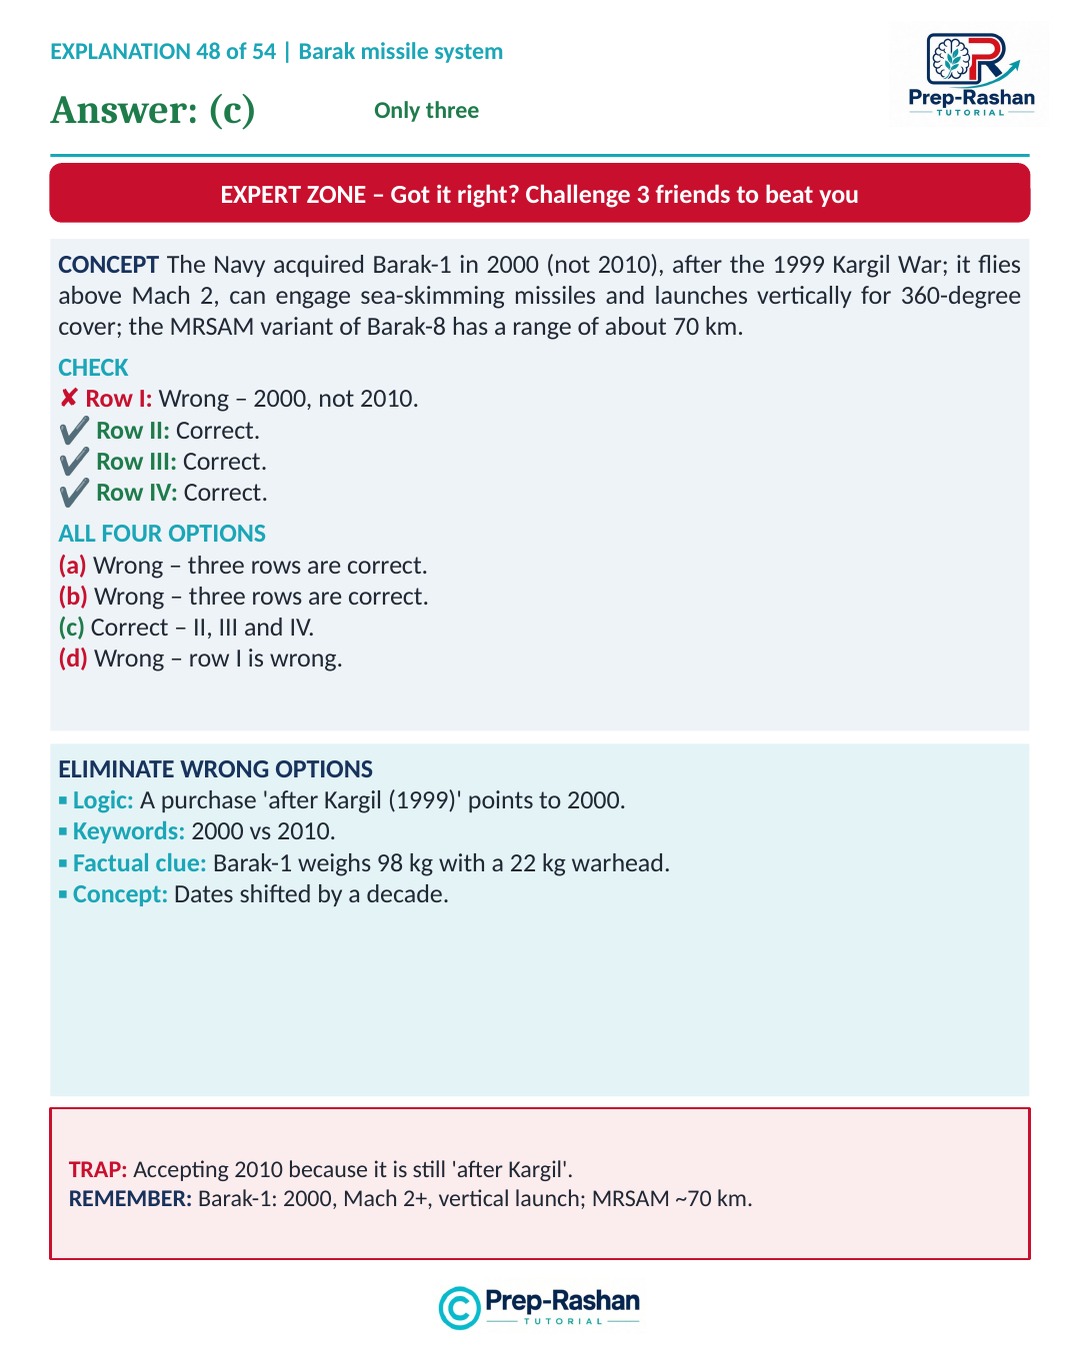 EXPLANATION 48 of 54 | Barak missile system
Prep-Rashan
TUTORIAL
Answer: (c)
Only three
EXPERT ZONE – Got it right? Challenge 3 friends to beat you
CONCEPT The Navy acquired Barak-1 in 2000 (not 2010), after the 1999 Kargil War; it flies
above Mach 2, can engage sea-skimming missiles and launches vertically for 360-degree
cover; the MRSAM variant of Barak-8 has a range of about 70 km.
CHECK
✘ Row I: Wrong – 2000, not 2010.
✔ Row II: Correct.
✔ Row III: Correct.
✔ Row IV: Correct.
ALL FOUR OPTIONS
(a) Wrong – three rows are correct.
(b) Wrong – three rows are correct.
(c) Correct – II, III and IV.
(d) Wrong – row I is wrong.
ELIMINATE WRONG OPTIONS
▪ Logic: A purchase 'after Kargil (1999)' points to 2000.
▪ Keywords: 2000 vs 2010.
▪ Factual clue: Barak-1 weighs 98 kg with a 22 kg warhead.
▪ Concept: Dates shifted by a decade.
TRAP: Accepting 2010 because it is still 'after Kargil'.
REMEMBER: Barak-1: 2000, Mach 2+, vertical launch; MRSAM ~70 km.
© Prep-Rashan
TUTORIAL